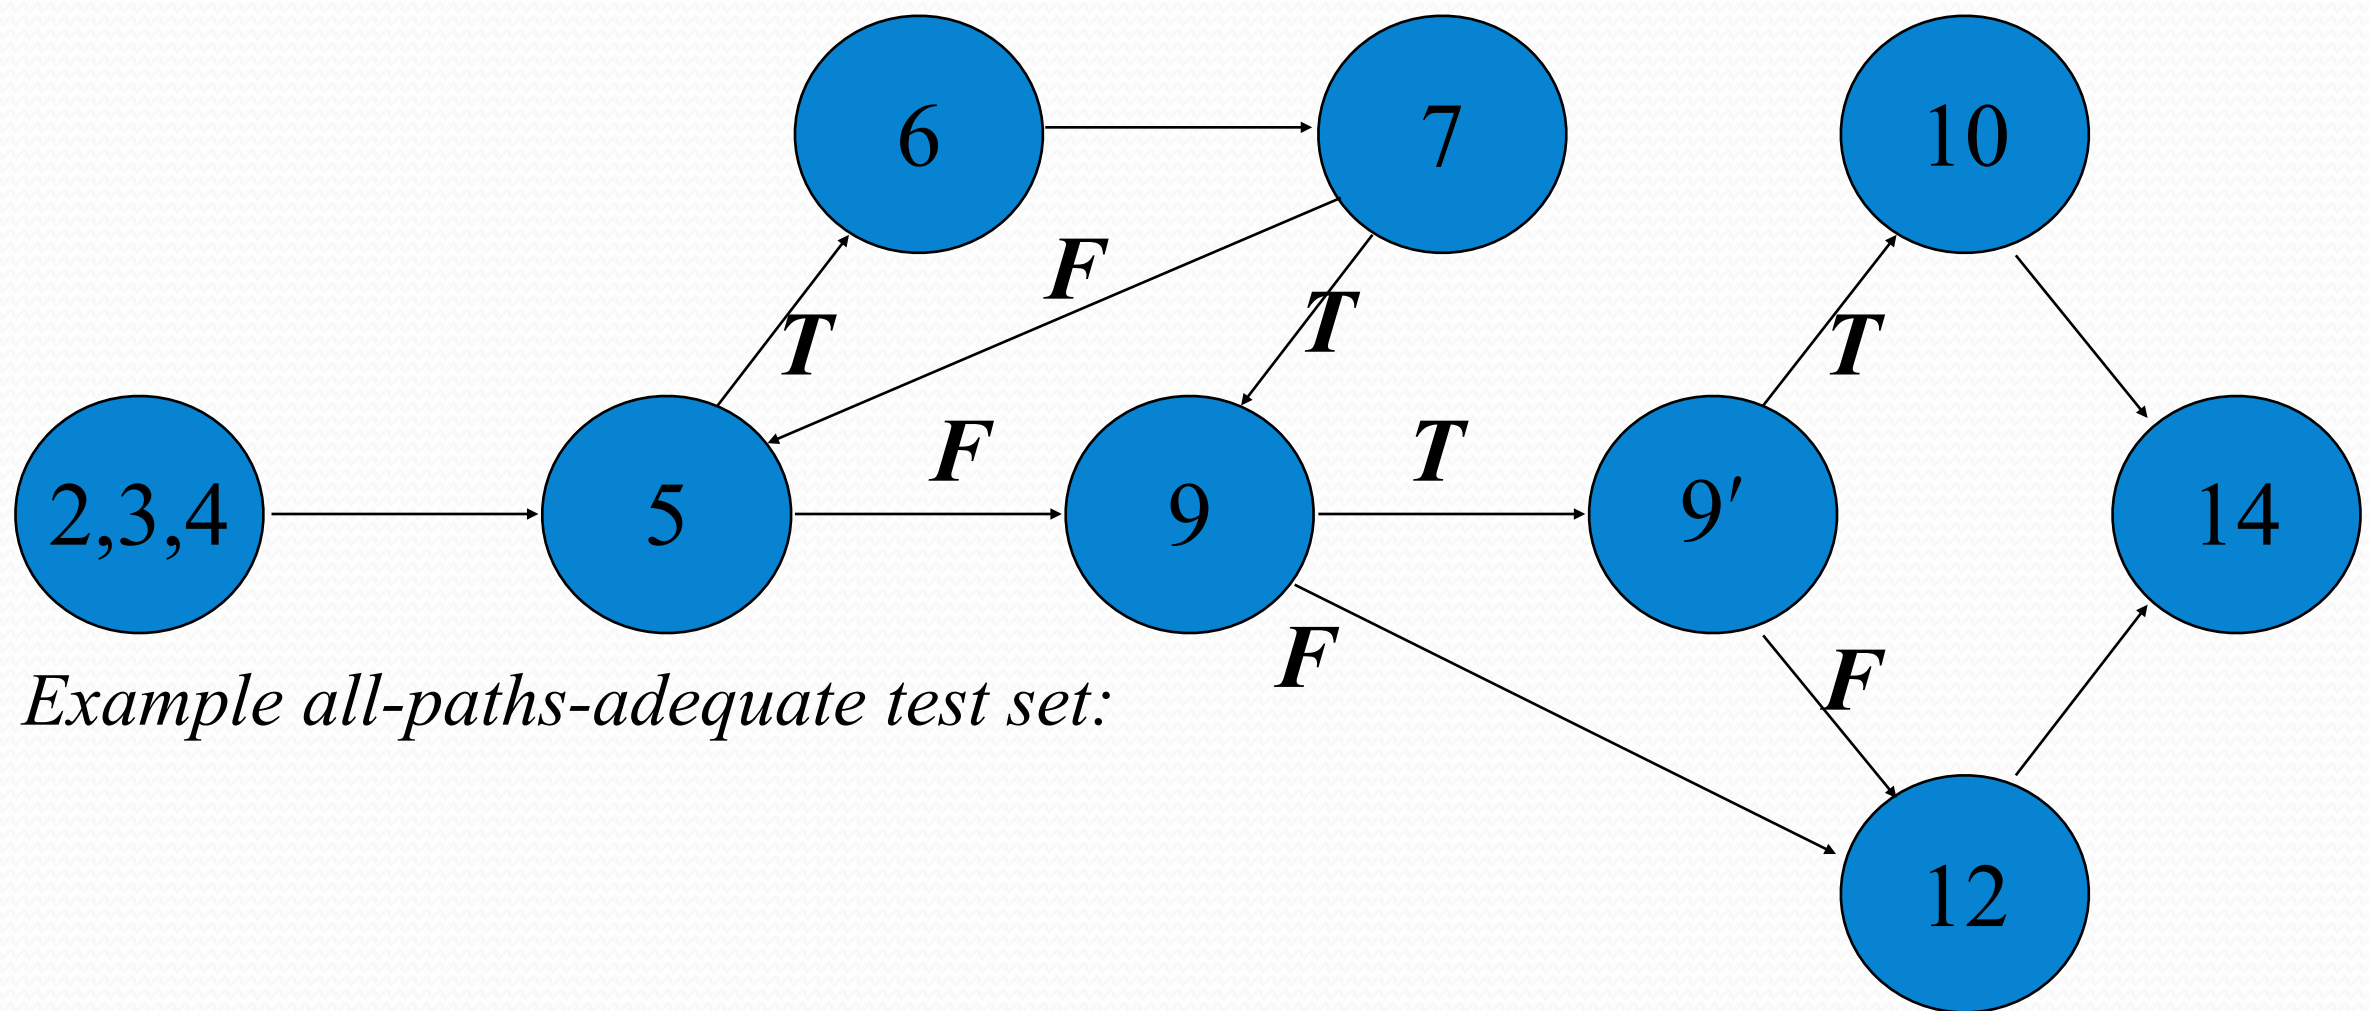 6
7
10
F
T
T
T
F
T
2,3,4
5
9
9′
14
F
F
Example all-paths-adequate test set:
12